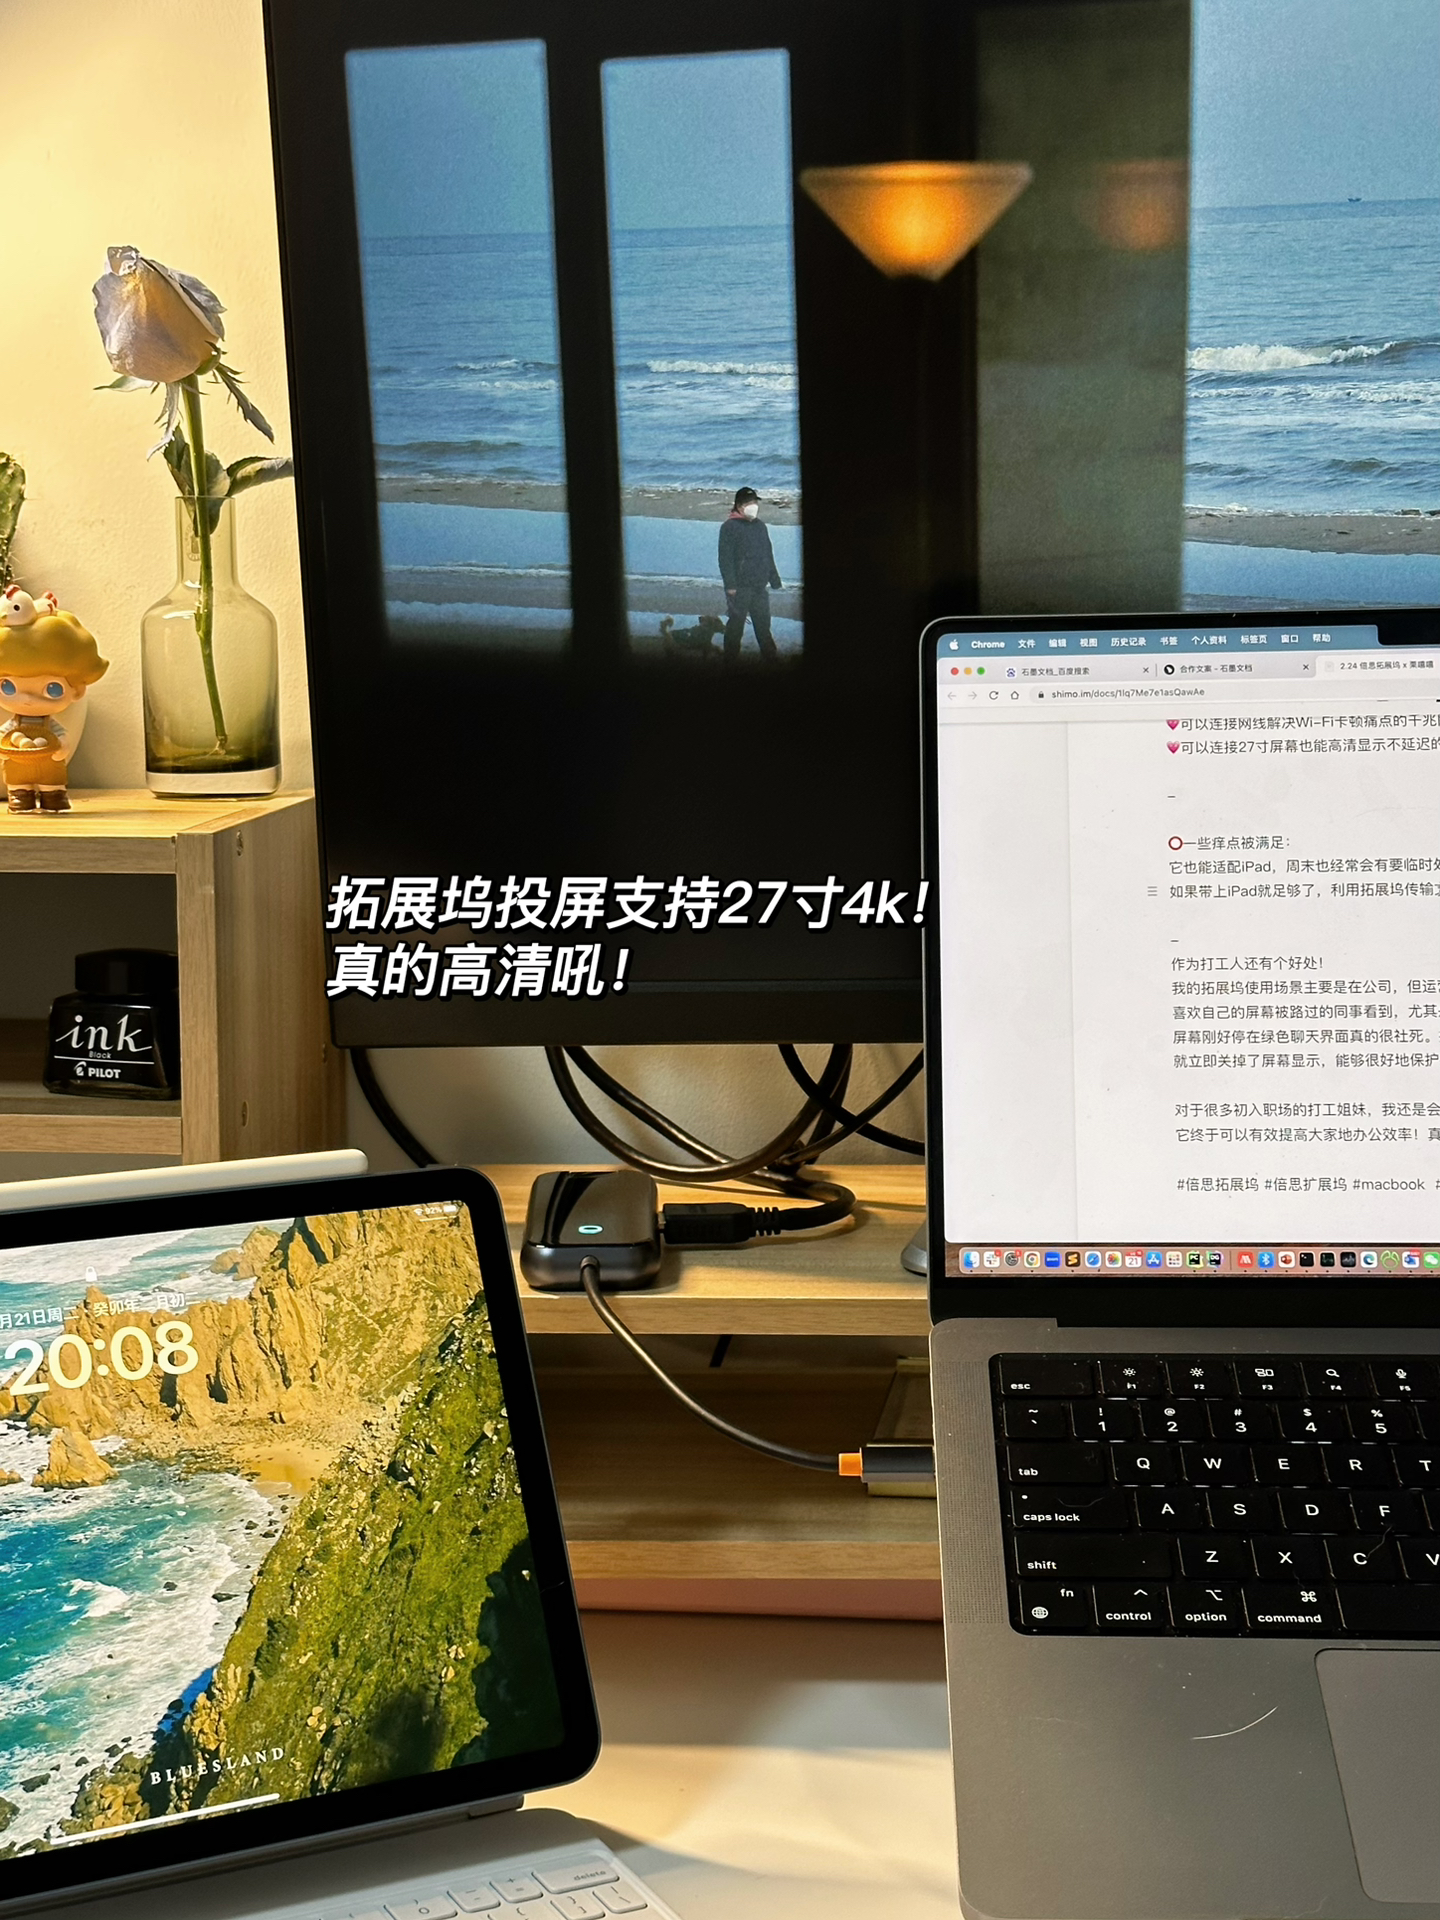 Chrome 文件 编辑 视图 历史记录 书签 个人资料 标签页 窗口 帮助
石墨文档_百度搜索
合作文案 - 石墨文档
2.24 倍思拓展坞 x 栗嘻嘻
shimo.im/docs/1lq7Me7e1asQawAe
可以连接网线解决Wi-Fi卡顿痛点的千兆
可以连接27寸屏幕也能高清显示不延迟的
–
一些痒点被满足：
它也能适配iPad，周末也经常会有要临时处
如果带上iPad就足够了，利用拓展坞传输
–
作为打工人还有个好处！
我的拓展坞使用场景主要是在公司，但运
喜欢自己的屏幕被路过的同事看到，尤其
屏幕刚好停在绿色聊天界面真的很社死。
就立即关掉了屏幕显示，能够很好地保护
对于很多初入职场的打工姐妹，我还是会
它终于可以有效提高大家地办公效率！真
#倍思拓展坞 #倍思扩展坞 #macbook #
拓展坞投屏支持27寸4k！
真的高清吼！
ink
Black
PILOT
92%
月21日周二 · 癸卯年二月初二
20:08
BLUESLAND
delete
esc F1 F2 F3 F4 F5
~ ` ! 1 @ 2 # 3 $ 4 % 5
tab Q W E R T
caps lock A S D F
shift Z X C V
fn control option command